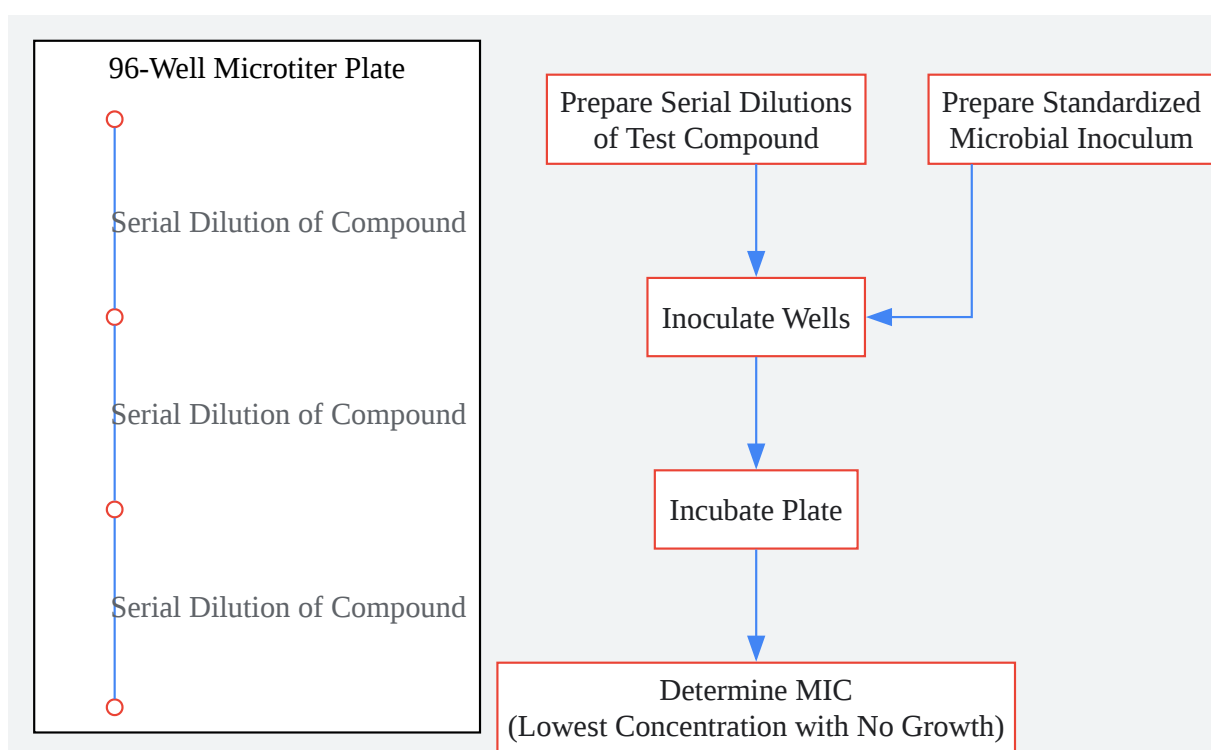 96-Well Microtiter Plate
Serial Dilution of Compound
Serial Dilution of Compound
Serial Dilution of Compound
Prepare Serial Dilutions
of Test Compound
Prepare Standardized
Microbial Inoculum
Inoculate Wells
Incubate Plate
Determine MIC
(Lowest Concentration with No Growth)